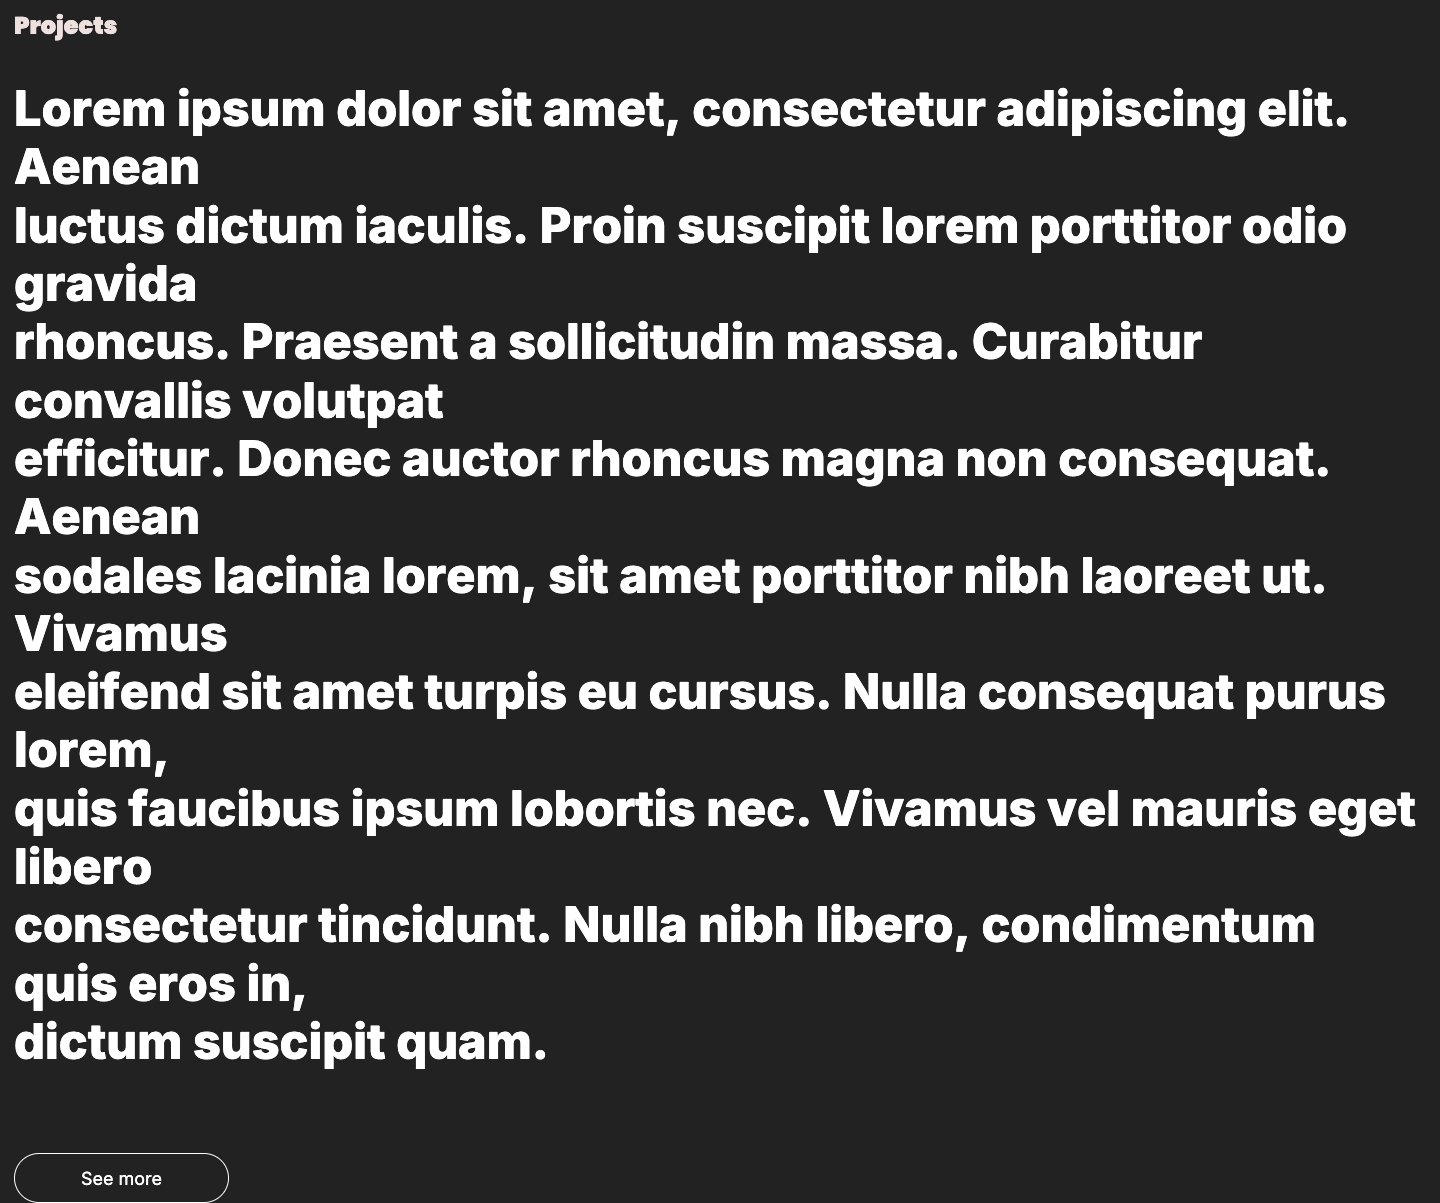 Projects
Lorem ipsum dolor sit amet, consectetur adipiscing elit.
Aenean
luctus dictum iaculis. Proin suscipit lorem porttitor odio
gravida
rhoncus. Praesent a sollicitudin massa. Curabitur
convallis volutpat
efficitur. Donec auctor rhoncus magna non consequat.
Aenean
sodales lacinia lorem, sit amet porttitor nibh laoreet ut.
Vivamus
eleifend sit amet turpis eu cursus. Nulla consequat purus
lorem,
quis faucibus ipsum lobortis nec. Vivamus vel mauris eget
libero
consectetur tincidunt. Nulla nibh libero, condimentum
quis eros in,
dictum suscipit quam.
See more